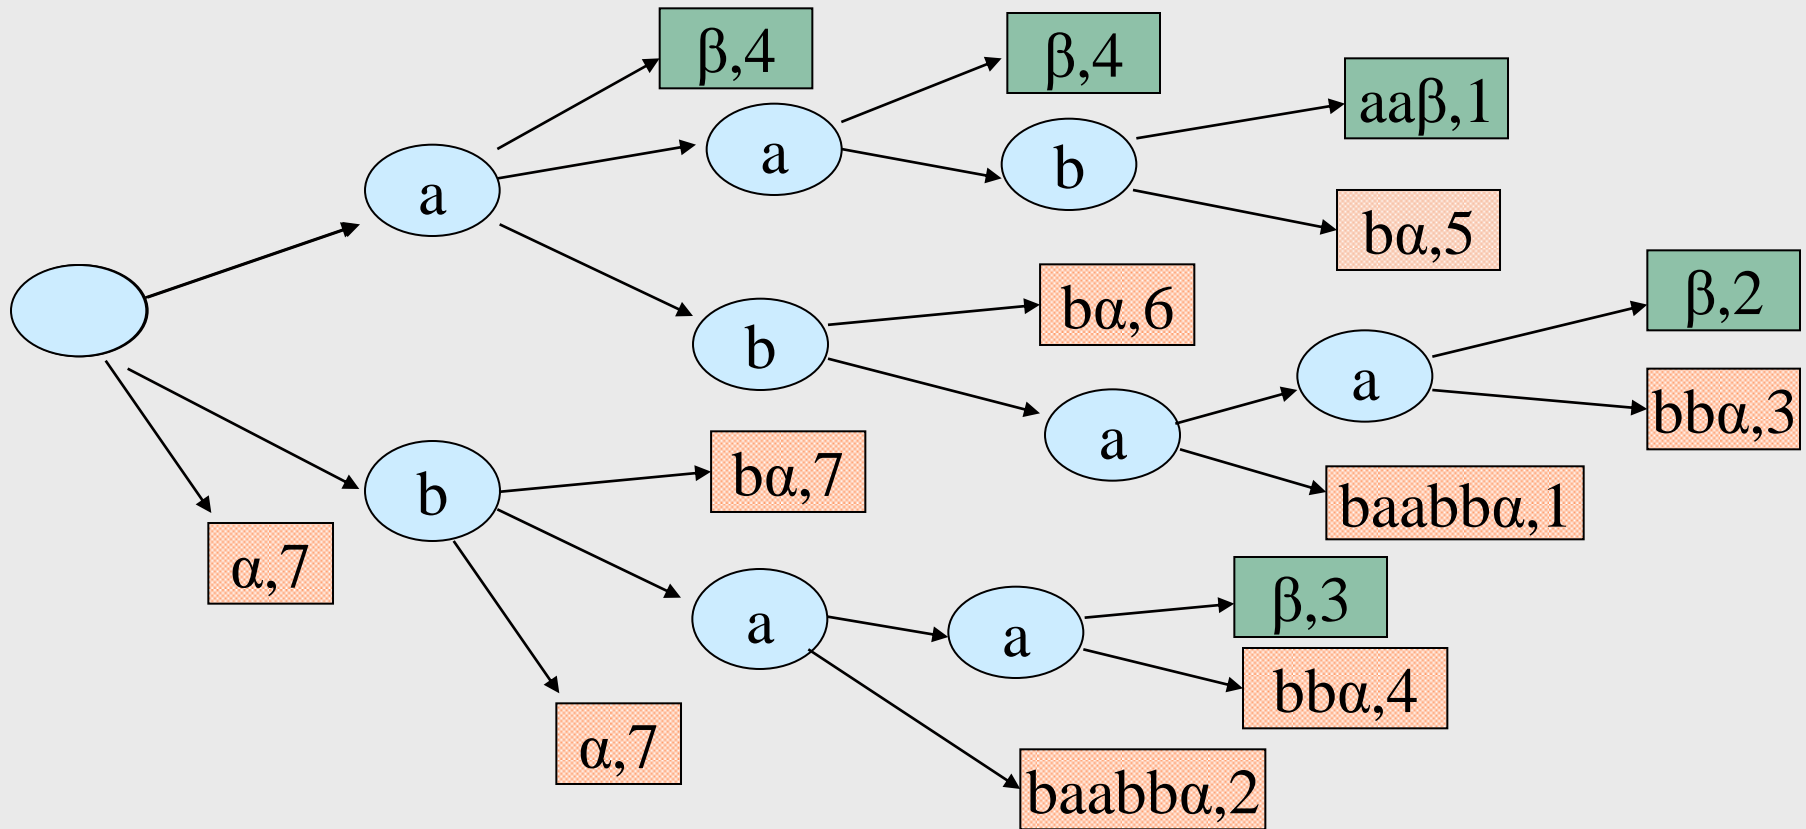 β,4
β,4
aaβ,1
a
a
b
bα,5
bα,6
β,2
b
a
bbα,3
a
bα,7
b
baabbα,1
α,7
β,3
a
a
bbα,4
α,7
baabbα,2